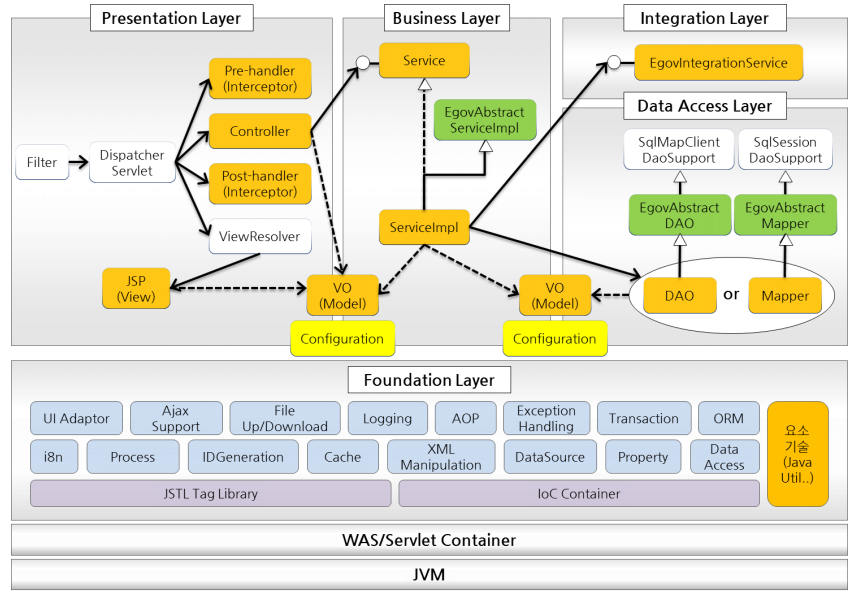 Presentation Layer
Business Layer
Integration Layer
Pre-handler
(Interceptor)
Service
EgovIntegrationService
Data Access Layer
EgovAbstract
ServiceImpl
Controller
SqlMapClient
DaoSupport
SqlSession
DaoSupport
Filter
Dispatcher
Servlet
Post-handler
(Interceptor)
EgovAbstract
DAO
EgovAbstract
Mapper
ViewResolver
ServiceImpl
JSP
(View)
VO
(Model)
VO
(Model)
DAO
or
Mapper
Configuration
Configuration
Foundation Layer
UI Adaptor
Ajax
Support
File
Up/Download
Logging
AOP
Exception
Handling
Transaction
ORM
요소
기술
(Java
Util..)
i8n
Process
IDGeneration
Cache
XML
Manipulation
DataSource
Property
Data
Access
JSTL Tag Library
IoC Container
WAS/Servlet Container
JVM